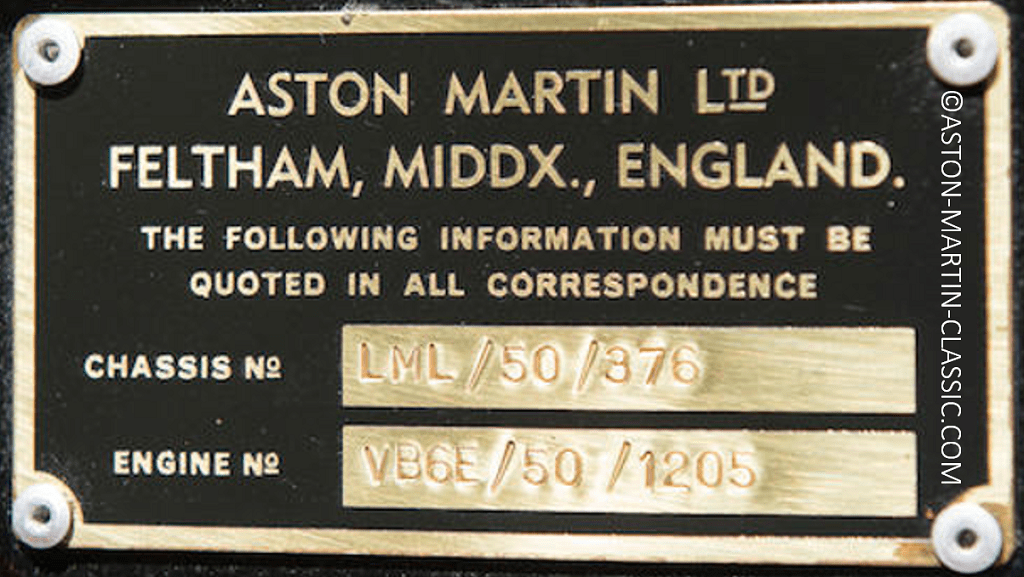 ASTON MARTIN LTD
FELTHAM, MIDDX., ENGLAND.
THE FOLLOWING INFORMATION MUST BE
QUOTED IN ALL CORRESPONDENCE
CHASSIS Nº LML/50/376
ENGINE Nº VB6E/50/1205
©ASTON-MARTIN-CLASSIC.COM